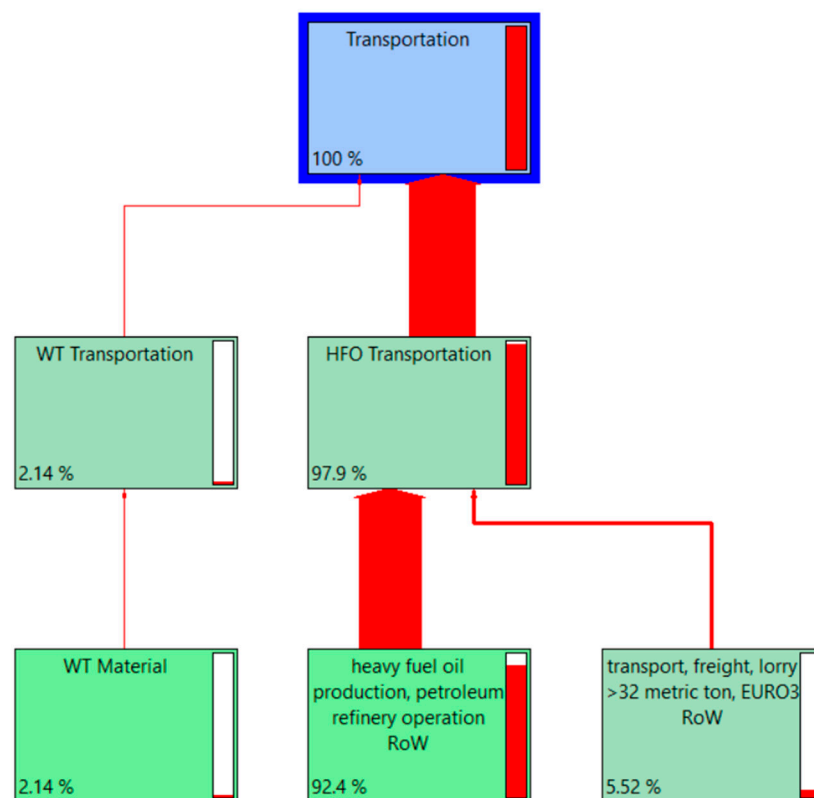 Transportation
100 %
WT Transportation
2.14 %
HFO Transportation
97.9 %
WT Material
2.14 %
heavy fuel oil
production, petroleum
refinery operation
RoW
92.4 %
transport, freight, lorry
>32 metric ton, EURO3
RoW
5.52 %